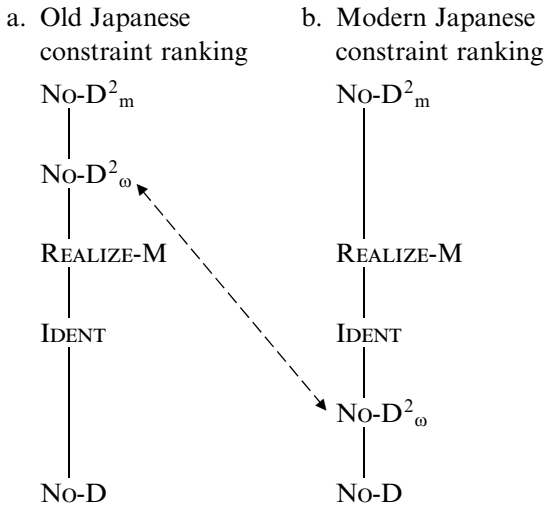 a. Old Japanese constraint ranking
No-D²m
No-D²ω
Realize-M
Ident
No-D
b. Modern Japanese constraint ranking
No-D²m
Realize-M
Ident
No-D²ω
No-D